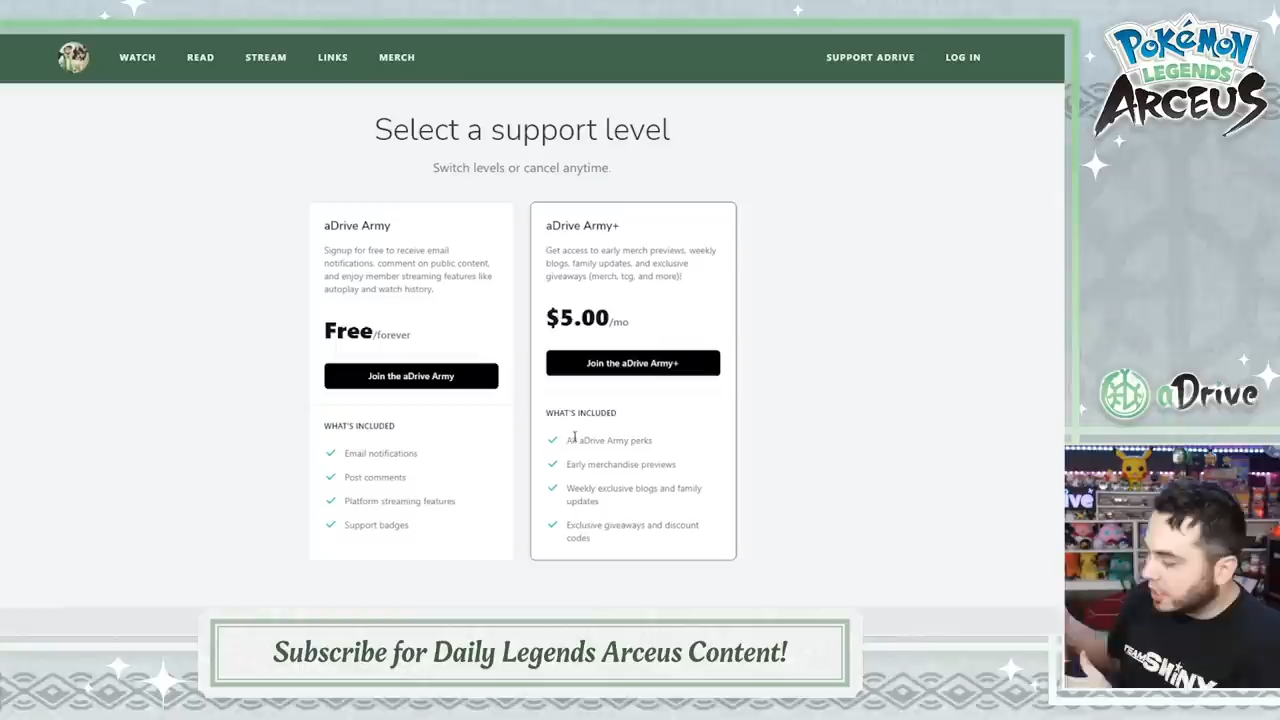 WATCH
READ
STREAM
LINKS
MERCH
SUPPORT ADRIVE
LOG IN
POKéMON
LEGENDS
ARCEUS
Select a support level
Switch levels or cancel anytime.
aDrive Army
Signup for free to receive email
notifications, comment on public content,
and enjoy member streaming features like
autoplay and watch history.
Free/forever
Join the aDrive Army
WHAT'S INCLUDED
Email notifications
Post comments
Platform streaming features
Support badges
aDrive Army+
Get access to early merch previews, weekly
blogs, family updates, and exclusive
giveaways (merch, tcg, and more)!
$5.00/mo
Join the aDrive Army+
WHAT'S INCLUDED
All aDrive Army perks
Early merchandise previews
Weekly exclusive blogs and family
updates
Exclusive giveaways and discount
codes
aDrive
ive
TEAM SHINY
Subscribe for Daily Legends Arceus Content!